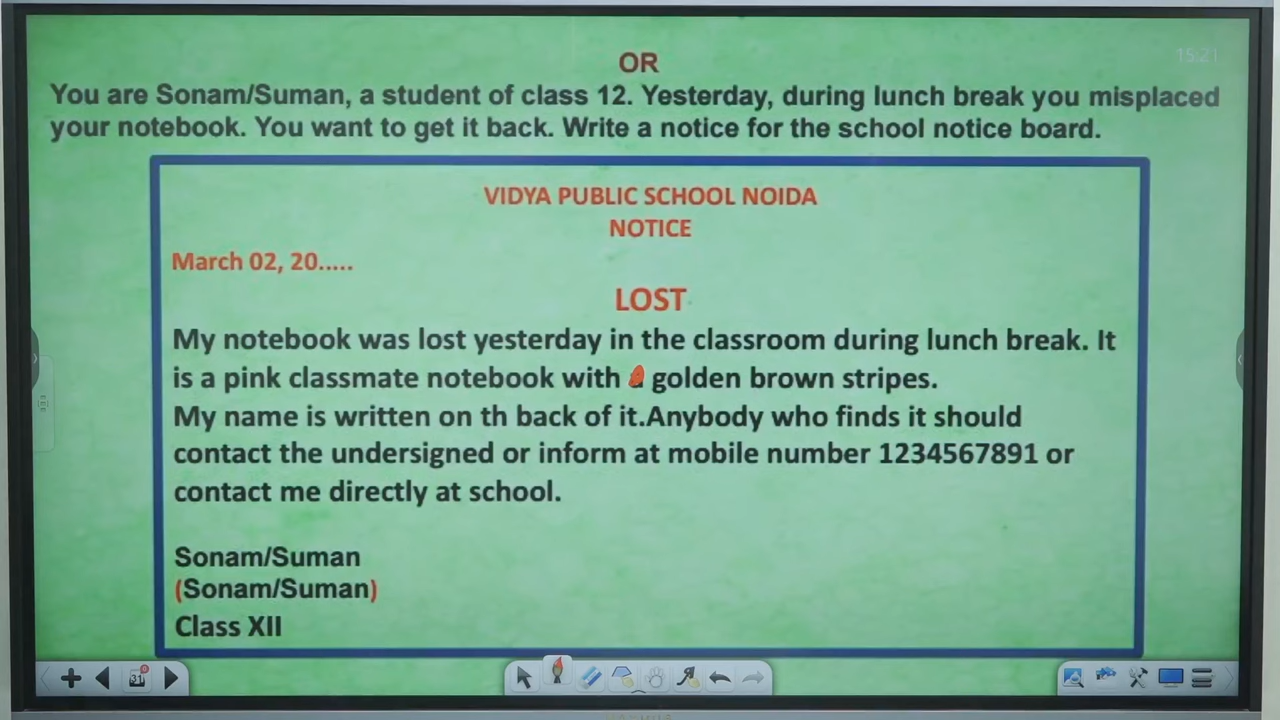 15:21
OR
You are Sonam/Suman, a student of class 12. Yesterday, during lunch break you misplaced
your notebook. You want to get it back. Write a notice for the school notice board.
VIDYA PUBLIC SCHOOL NOIDA
NOTICE
March 02, 20.....
LOST
My notebook was lost yesterday in the classroom during lunch break. It
is a pink classmate notebook with golden brown stripes.
My name is written on th back of it.Anybody who finds it should
contact the undersigned or inform at mobile number 1234567891 or
contact me directly at school.
Sonam/Suman
(Sonam/Suman)
Class XII
31